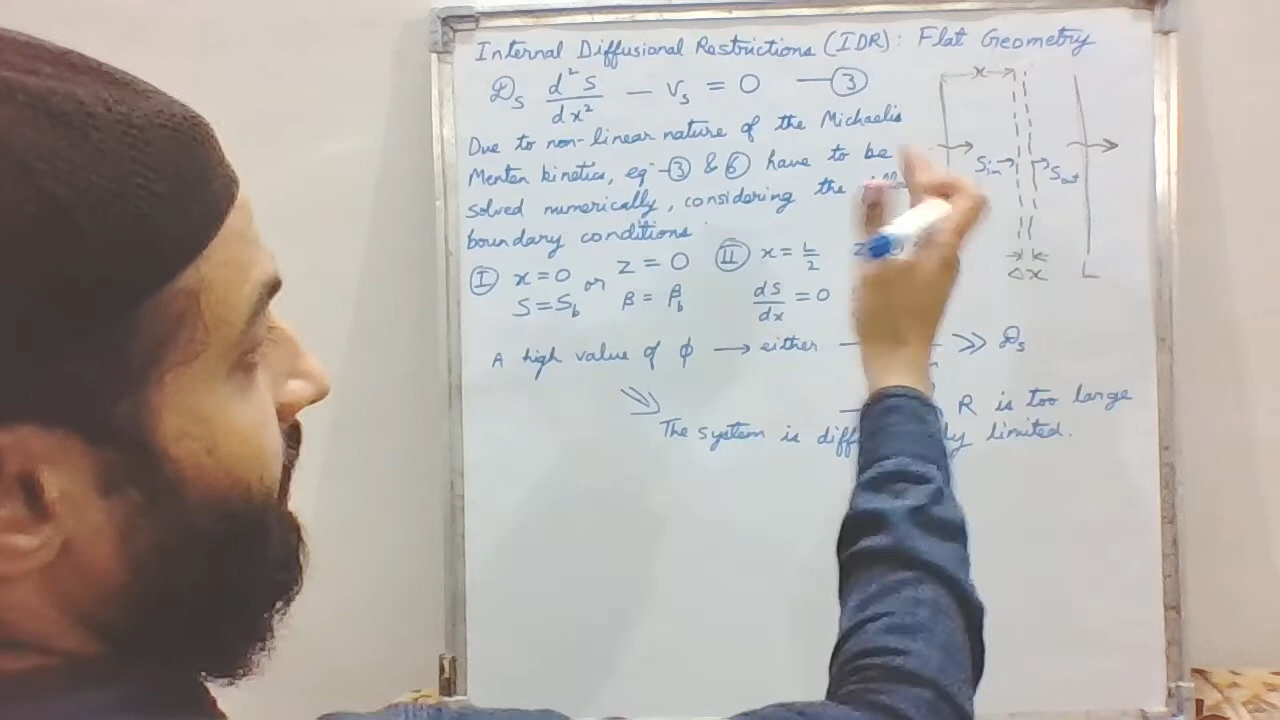 Internal Diffusional Restrictions (IDR): Flat Geometry
𝒟s d²S/dx² - vs = 0 — ③
Due to non-linear nature of the Michaelis
Menten kinetics, eqⁿ ③ & ⑥ have to be
solved numerically, considering the
boundary conditions
Ⅰ x = 0 or z = 0 Ⅱ x = L/2
S = Sb β = βb dS/dx = 0
A high value of ϕ → either ≫ 𝒟s
R is too large
The system is limited.
x
Sin Sout
Δx
L